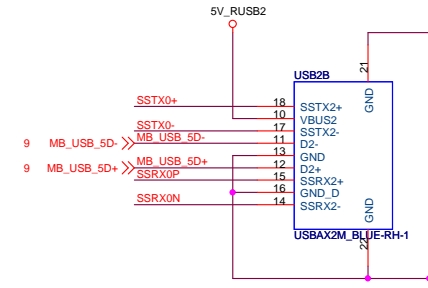 5V_RUSB2
USB2B
21
GND
SSTX0+
18
SSTX2+
10
VBUS2
SSTX0-
17
SSTX2-
9 MB_USB_5D-
MB_USB_5D-
11
D2-
13
GND
9 MB_USB_5D+
MB_USB_5D+
12
D2+
SSRX0P
15
SSRX2+
16
GND_D
SSRX0N
14
SSRX2-
GND
USBAX2M_BLUE-RH-1
22